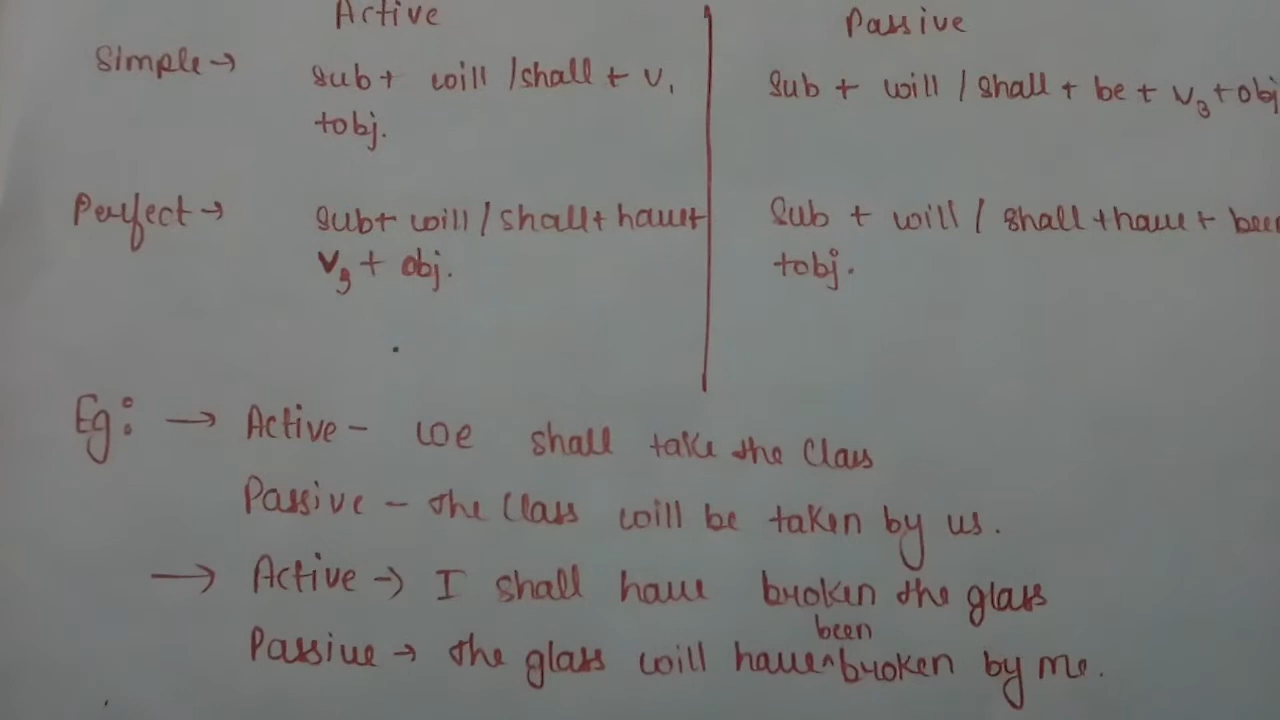 Active Passive
Simple → Sub + will / shall + V1 Sub + will / shall + be + V3 + obj
+ obj.
Perfect → Sub + will / shall + have + Sub + will / shall + have + been
V3 + obj. + obj.
Eg: → Active - We shall take the Class
Passive - The Class will be taken by us.
→ Active → I shall have broken the glass
been
Passive → The glass will have ^ broken by me.